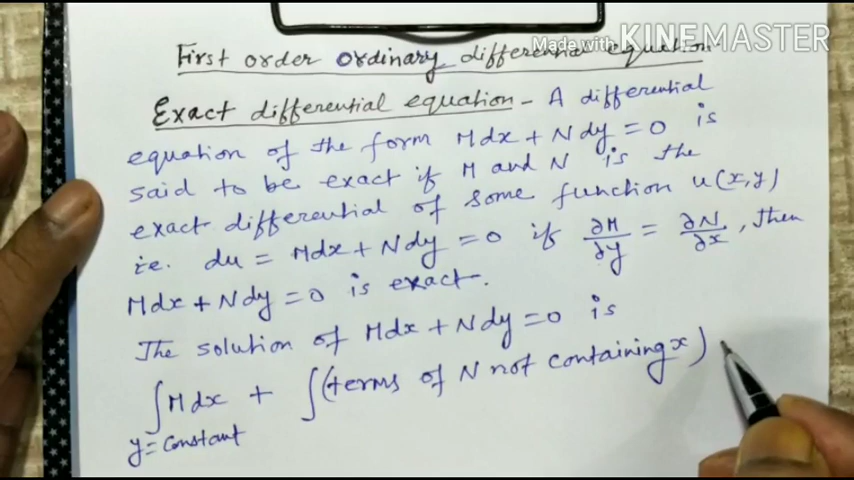 Made with KINEMASTER
First order ordinary differential equation
Exact differential equation - A differential
equation of the form Mdx + Ndy = 0 is
said to be exact if M and N is the
exact differential of some function u(x,y)
i.e. du = Mdx + Ndy = 0 if ∂M/∂y = ∂N/∂x, then
Mdx + Ndy = 0 is exact.
The solution of Mdx + Ndy = 0 is
∫Mdx + ∫(terms of N not containing x)
y = constant